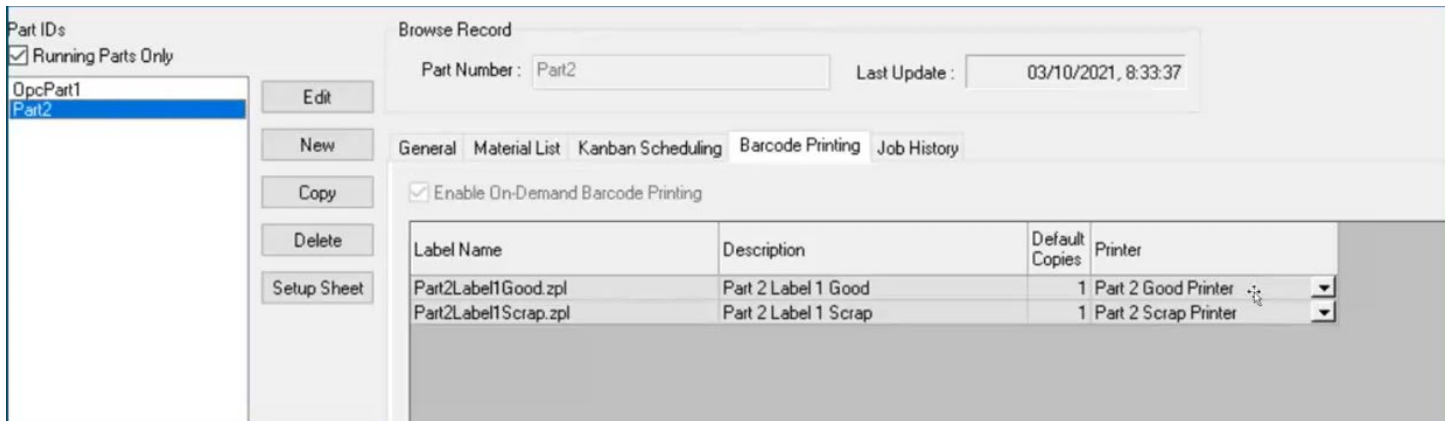 Part IDs
Running Parts Only
OpcPart1
Part2
Edit
New
Copy
Delete
Setup Sheet
Browse Record
Part Number : Part2
Last Update : 03/10/2021, 8:33:37
General Material List Kanban Scheduling Barcode Printing Job History
Enable On-Demand Barcode Printing
Label Name Description Default Copies Printer
Part2Label1Good.zpl Part 2 Label 1 Good 1 Part 2 Good Printer
Part2Label1Scrap.zpl Part 2 Label 1 Scrap 1 Part 2 Scrap Printer